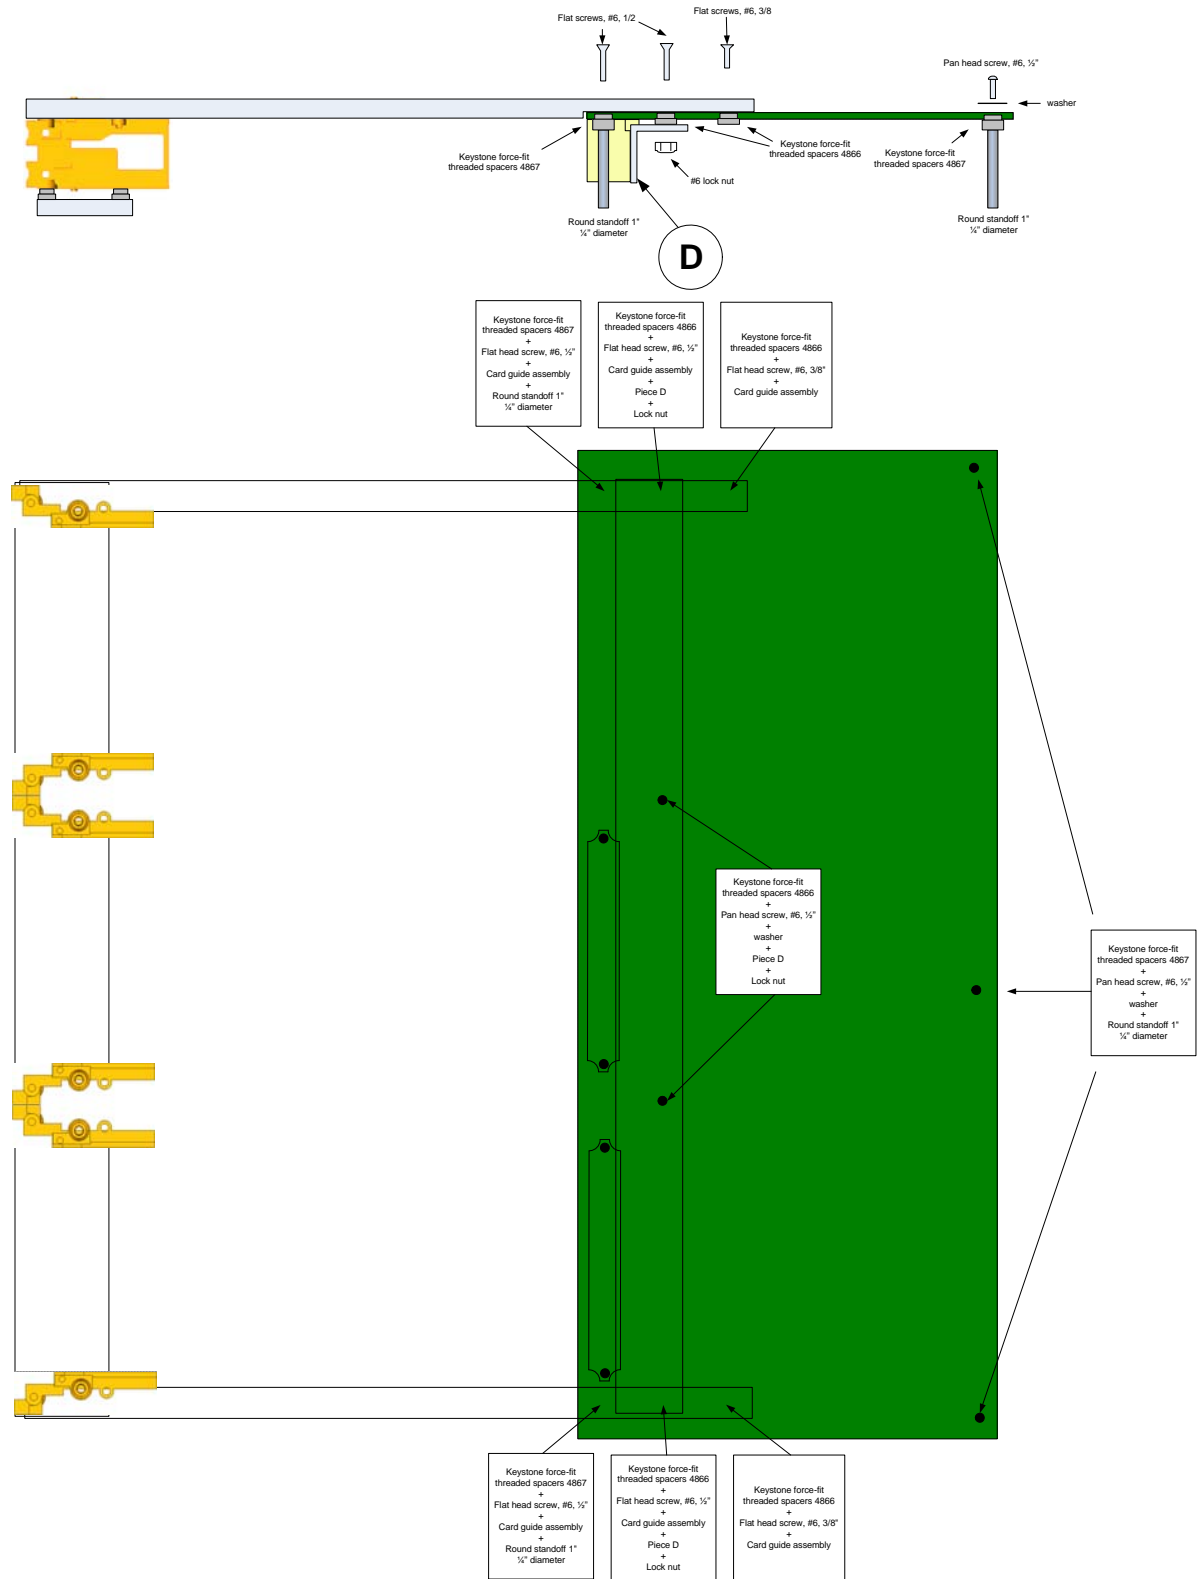 Flat screws, #6, 1/2
Flat screws, #6, 3/8
Pan head screw, #6, ½"
washer
Keystone force-fit
threaded spacers 4867
Keystone force-fit
threaded spacers 4866
Keystone force-fit
threaded spacers 4867
#6 lock nut
Round standoff 1"
¼" diameter
Round standoff 1"
¼" diameter
D
Keystone force-fit
threaded spacers 4867
+
Flat head screw, #6, ½"
+
Card guide assembly
+
Round standoff 1"
¼" diameter
Keystone force-fit
threaded spacers 4866
+
Flat head screw, #6, ½"
+
Card guide assembly
+
Piece D
+
Lock nut
Keystone force-fit
threaded spacers 4866
+
Flat head screw, #6, 3/8"
+
Card guide assembly
Keystone force-fit
threaded spacers 4866
+
Pan head screw, #6, ½"
+
washer
+
Piece D
+
Lock nut
Keystone force-fit
threaded spacers 4867
+
Pan head screw, #6, ½"
+
washer
+
Round standoff 1"
¼" diameter
Keystone force-fit
threaded spacers 4867
+
Flat head screw, #6, ½"
+
Card guide assembly
+
Round standoff 1"
¼" diameter
Keystone force-fit
threaded spacers 4866
+
Flat head screw, #6, ½"
+
Card guide assembly
+
Piece D
+
Lock nut
Keystone force-fit
threaded spacers 4866
+
Flat head screw, #6, 3/8"
+
Card guide assembly